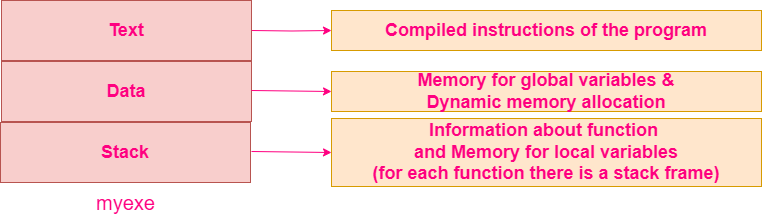 Text
Compiled instructions of the program
Data
Memory for global variables &
Dynamic memory allocation
Stack
Information about function
and Memory for local variables
(for each function there is a stack frame)
myexe